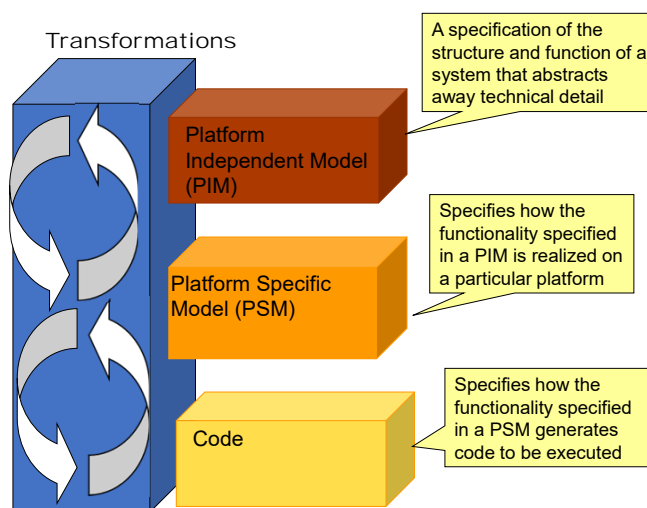 Transformations
A specification of the
structure and function of a
system that abstracts
away technical detail
Platform
Independent Model
(PIM)
Specifies how the
functionality specified
in a PIM is realized on
a particular platform
Platform Specific
Model (PSM)
Specifies how the
functionality specified
in a PSM generates
code to be executed
Code